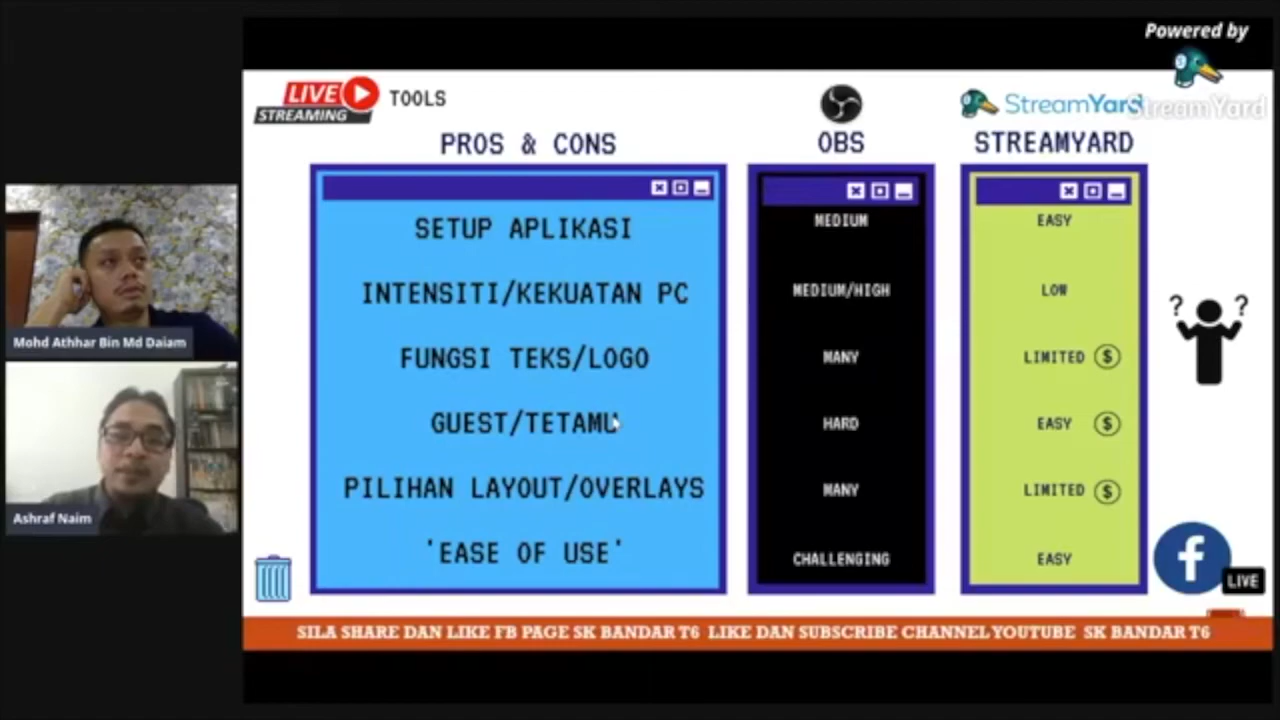 Powered by
StreamYard
LIVE
STREAMING
TOOLS
StreamYard
PROS & CONS
OBS
STREAMYARD
SETUP APLIKASI
MEDIUM
EASY
INTENSITI/KEKUATAN PC
MEDIUM/HIGH
LOW
FUNGSI TEKS/LOGO
MANY
LIMITED $
GUEST/TETAMU
HARD
EASY $
PILIHAN LAYOUT/OVERLAYS
MANY
LIMITED $
'EASE OF USE'
CHALLENGING
EASY
? ?
Mohd Athhar Bin Md Daiam
Ashraf Naim
f
LIVE
SILA SHARE DAN LIKE FB PAGE SK BANDAR T6 LIKE DAN SUBSCRIBE CHANNEL YOUTUBE SK BANDAR T6